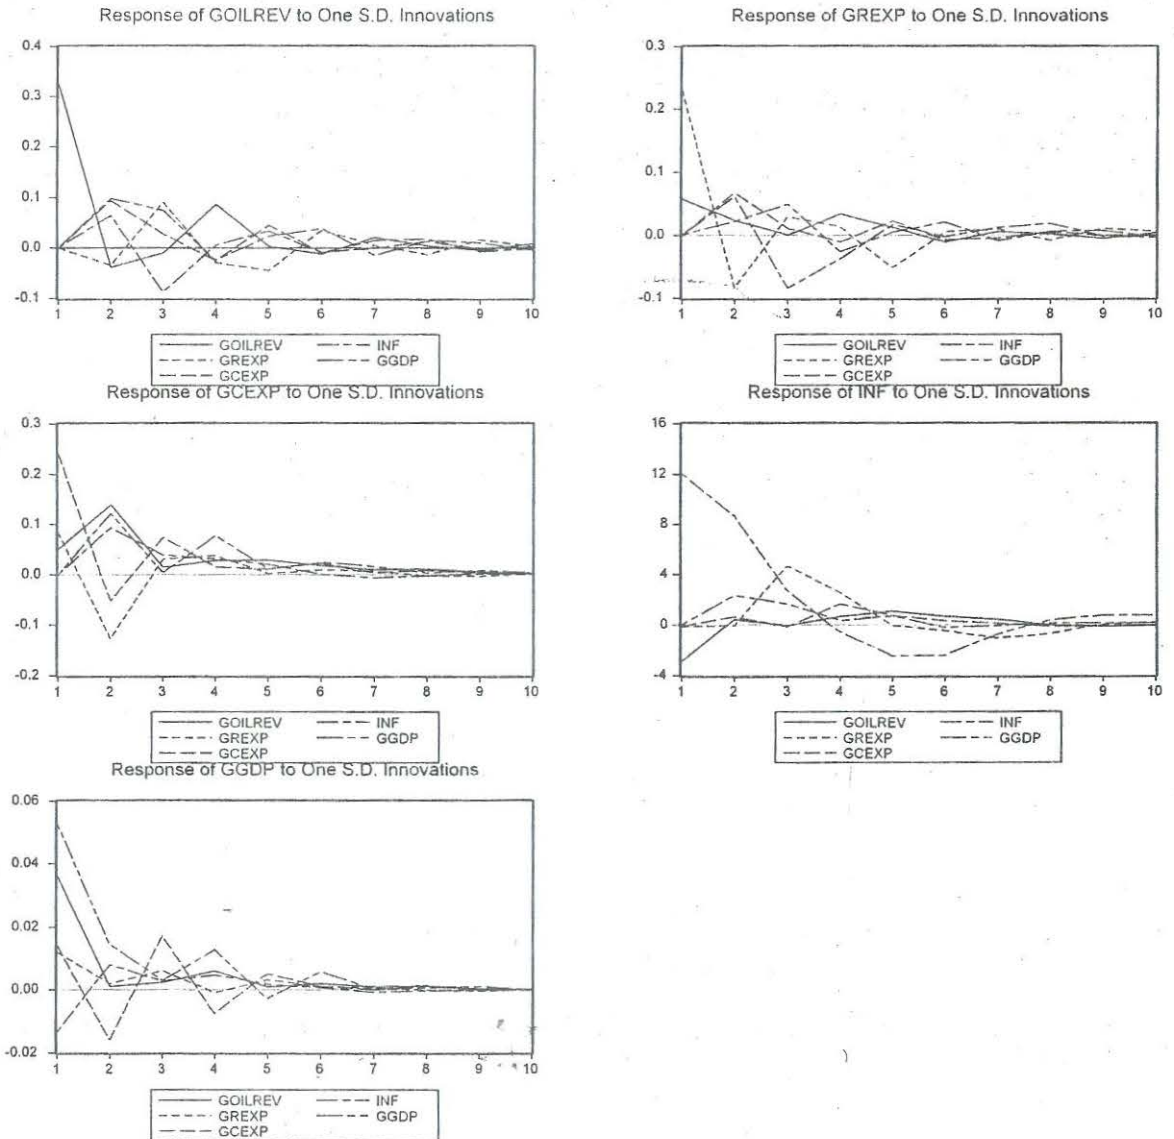 Response of GOILREV to One S.D. Innovations
0.4
0.3
0.2
0.1
0.0
-0.1
1 2 3 4 5 6 7 8 9 10
GOILREV INF
GREXP GGDP
GCEXP
Response of GREXP to One S.D. Innovations
0.3
0.2
0.1
0.0
-0.1
1 2 3 4 5 6 7 8 9 10
GOILREV INF
GREXP GGDP
GCEXP
Response of GCEXP to One S.D. Innovations
0.3
0.2
0.1
0.0
-0.1
-0.2
1 2 3 4 5 6 7 8 9 10
GOILREV INF
GREXP GGDP
GCEXP
Response of INF to One S.D. Innovations
16
12
8
4
0
-4
1 2 3 4 5 6 7 8 9 10
GOILREV INF
GREXP GGDP
GCEXP
Response of GGDP to One S.D. Innovations
0.06
0.04
0.02
0.00
-0.02
1 2 3 4 5 6 7 8 9 10
GOILREV INF
GREXP GGDP
GCEXP